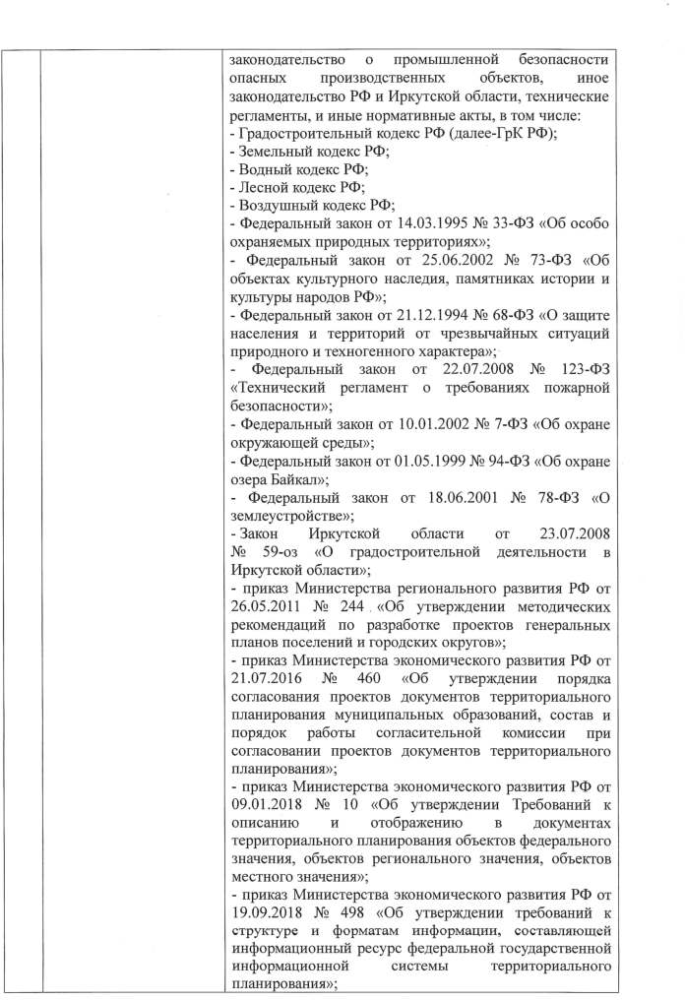 законодательство о промышленной безопасности
опасных производственных объектов, иное
законодательство РФ и Иркутской области, технические
регламенты, и иные нормативные акты, в том числе:
- Градостроительный кодекс РФ (далее-ГрК РФ);
- Земельный кодекс РФ;
- Водный кодекс РФ;
- Лесной кодекс РФ;
- Воздушный кодекс РФ;
- Федеральный закон от 14.03.1995 № 33-ФЗ «Об особо
охраняемых природных территориях»;
- Федеральный закон от 25.06.2002 № 73-ФЗ «Об
объектах культурного наследия, памятниках истории и
культуры народов РФ»;
- Федеральный закон от 21.12.1994 № 68-ФЗ «О защите
населения и территорий от чрезвычайных ситуаций
природного и техногенного характера»;
- Федеральный закон от 22.07.2008 № 123-ФЗ
«Технический регламент о требованиях пожарной
безопасности»;
- Федеральный закон от 10.01.2002 № 7-ФЗ «Об охране
окружающей среды»;
- Федеральный закон от 01.05.1999 № 94-ФЗ «Об охране
озера Байкал»;
- Федеральный закон от 18.06.2001 № 78-ФЗ «О
землеустройстве»;
- Закон Иркутской области от 23.07.2008
№ 59-оз «О градостроительной деятельности в
Иркутской области»;
- приказ Министерства регионального развития РФ от
26.05.2011 № 244 «Об утверждении методических
рекомендаций по разработке проектов генеральных
планов поселений и городских округов»;
- приказ Министерства экономического развития РФ от
21.07.2016 № 460 «Об утверждении порядка
согласования проектов документов территориального
планирования муниципальных образований, состав и
порядок работы согласительной комиссии при
согласовании проектов документов территориального
планирования»;
- приказ Министерства экономического развития РФ от
09.01.2018 № 10 «Об утверждении Требований к
описанию и отображению в документах
территориального планирования объектов федерального
значения, объектов регионального значения, объектов
местного значения»;
- приказ Министерства экономического развития РФ от
19.09.2018 № 498 «Об утверждении требований к
структуре и форматам информации, составляющей
информационный ресурс федеральной государственной
информационной системы территориального
планирования»;